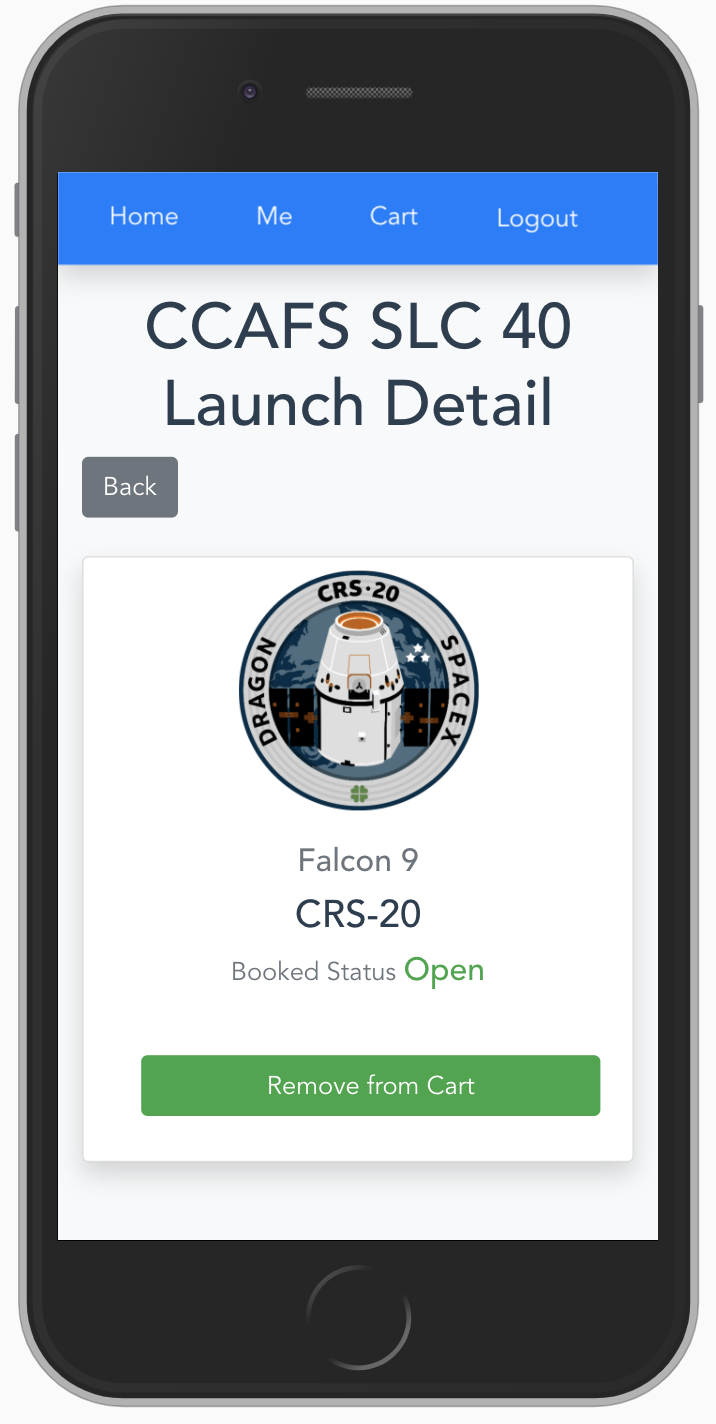 Home Me Cart Logout
CCAFS SLC 40
Launch Detail
Back
CRS·20
DRAGON
SPACEX
Falcon 9
CRS-20
Booked Status Open
Remove from Cart